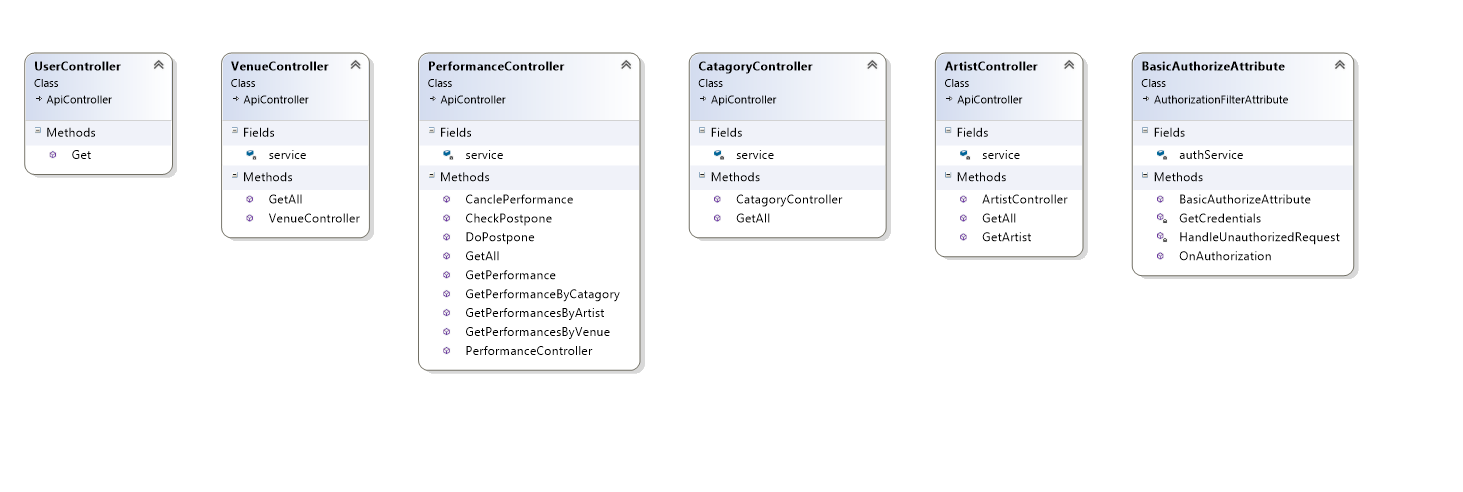 UserController
Class
ApiController
Methods
Get
VenueController
Class
ApiController
Fields
service
Methods
GetAll
VenueController
PerformanceController
Class
ApiController
Fields
service
Methods
CanclePerformance
CheckPostpone
DoPostpone
GetAll
GetPerformance
GetPerformanceByCatagory
GetPerformancesByArtist
GetPerformancesByVenue
PerformanceController
CatagoryController
Class
ApiController
Fields
service
Methods
CatagoryController
GetAll
ArtistController
Class
ApiController
Fields
service
Methods
ArtistController
GetAll
GetArtist
BasicAuthorizeAttribute
Class
AuthorizationFilterAttribute
Fields
authService
Methods
BasicAuthorizeAttribute
GetCredentials
HandleUnauthorizedRequest
OnAuthorization